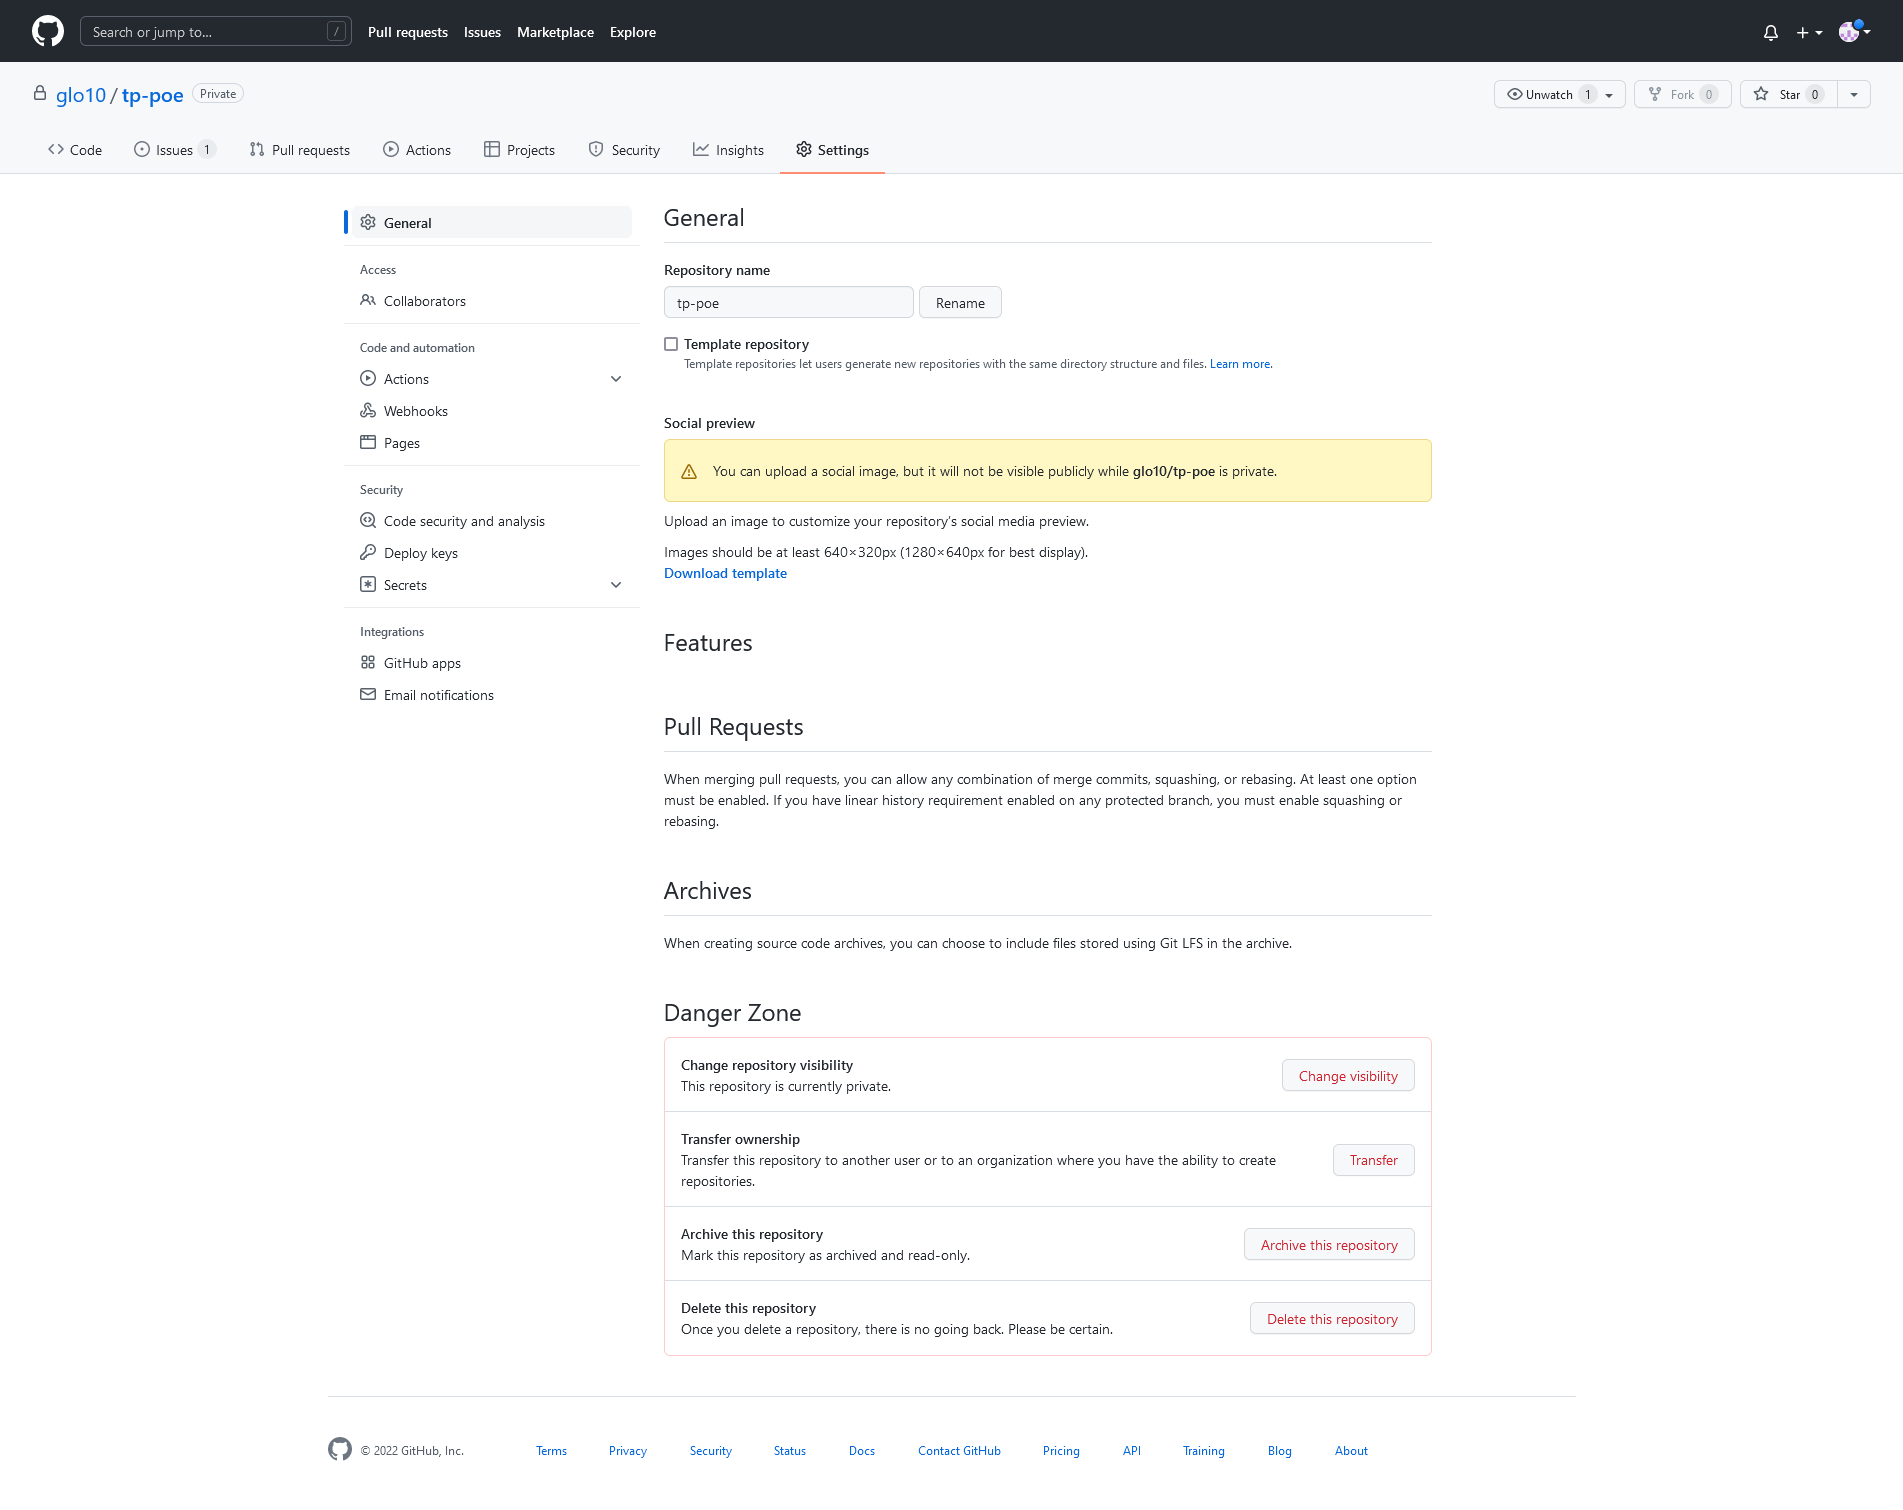 Search or jump to... /
Pull requests Issues Marketplace Explore
glo10 / tp-poe Private
Unwatch 1 Fork 0 Star 0
Code Issues 1 Pull requests Actions Projects Security Insights Settings
General
Access
Collaborators
Code and automation
Actions
Webhooks
Pages
Security
Code security and analysis
Deploy keys
Secrets
Integrations
GitHub apps
Email notifications
General
Repository name
tp-poe Rename
Template repository
Template repositories let users generate new repositories with the same directory structure and files. Learn more.
Social preview
You can upload a social image, but it will not be visible publicly while glo10/tp-poe is private.
Upload an image to customize your repository's social media preview.
Images should be at least 640×320px (1280×640px for best display).
Download template
Features
Pull Requests
When merging pull requests, you can allow any combination of merge commits, squashing, or rebasing. At least one option
must be enabled. If you have linear history requirement enabled on any protected branch, you must enable squashing or
rebasing.
Archives
When creating source code archives, you can choose to include files stored using Git LFS in the archive.
Danger Zone
Change repository visibility
This repository is currently private.
Change visibility
Transfer ownership
Transfer this repository to another user or to an organization where you have the ability to create
repositories.
Transfer
Archive this repository
Mark this repository as archived and read-only.
Archive this repository
Delete this repository
Once you delete a repository, there is no going back. Please be certain.
Delete this repository
© 2022 GitHub, Inc. Terms Privacy Security Status Docs Contact GitHub Pricing API Training Blog About